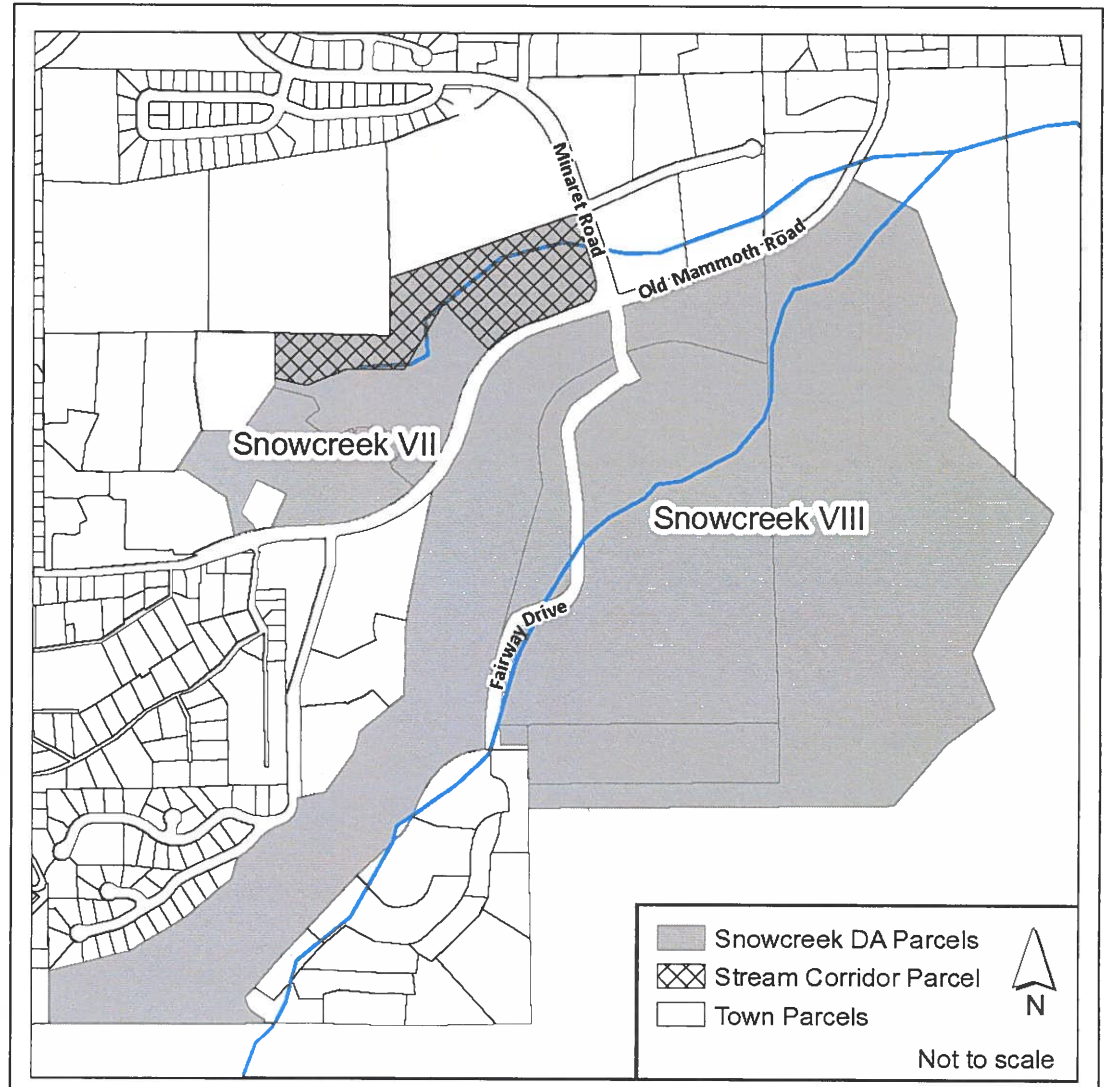 Minaret Road
Old Mammoth Road
Snowcreek VII
Snowcreek VIII
Fairway Drive
Snowcreek DA Parcels
Stream Corridor Parcel
Town Parcels
N
Not to scale